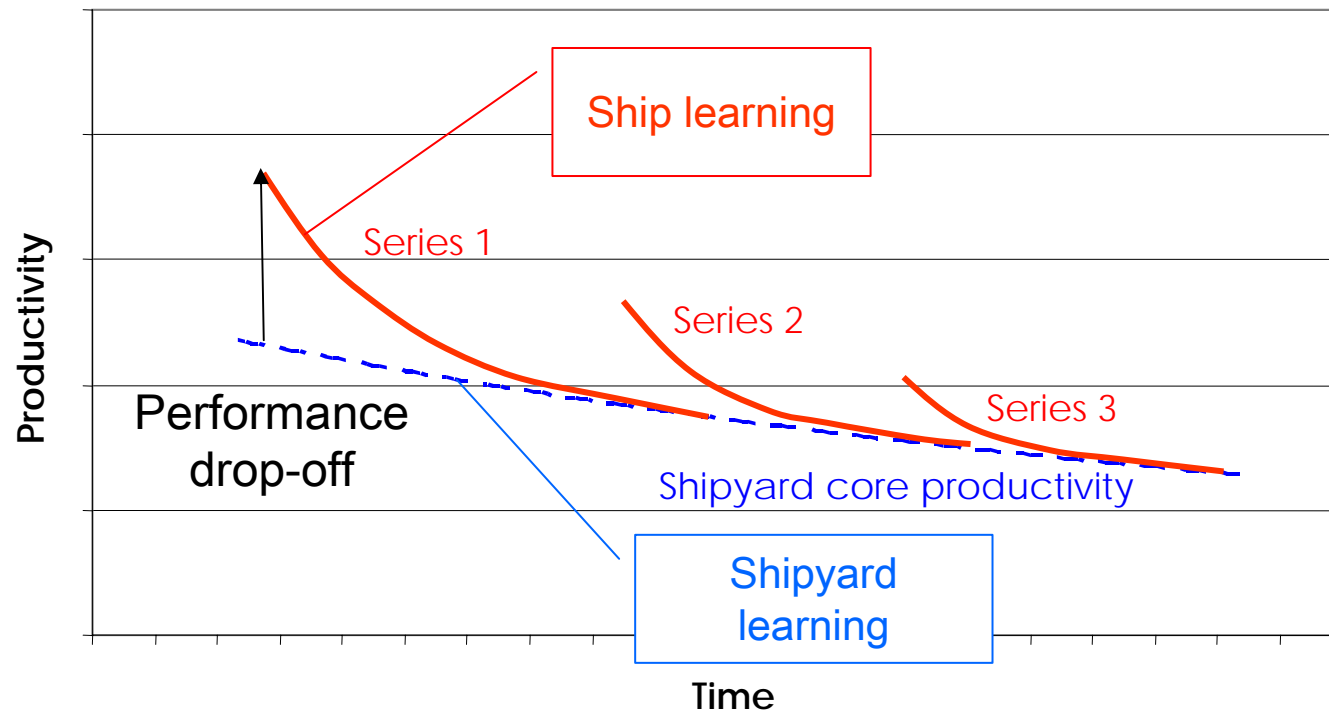 Ship learning
Series 1
Series 2
Series 3
Performance
drop-off
Shipyard core productivity
Shipyard
learning
Productivity
Time